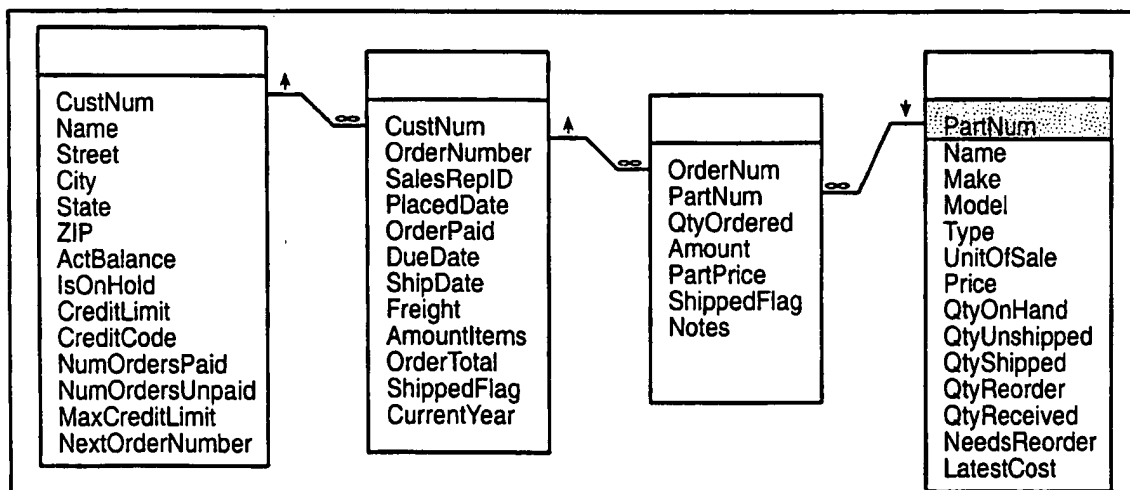 CustNum
Name
Street
City
State
ZIP
ActBalance
IsOnHold
CreditLimit
CreditCode
NumOrdersPaid
NumOrdersUnpaid
MaxCreditLimit
NextOrderNumber
∞
CustNum
OrderNumber
SalesRepID
PlacedDate
OrderPaid
DueDate
ShipDate
Freight
AmountItems
OrderTotal
ShippedFlag
CurrentYear
∞
OrderNum
PartNum
QtyOrdered
Amount
PartPrice
ShippedFlag
Notes
∞
PartNum
Name
Make
Model
Type
UnitOfSale
Price
QtyOnHand
QtyUnshipped
QtyShipped
QtyReorder
QtyReceived
NeedsReorder
LatestCost